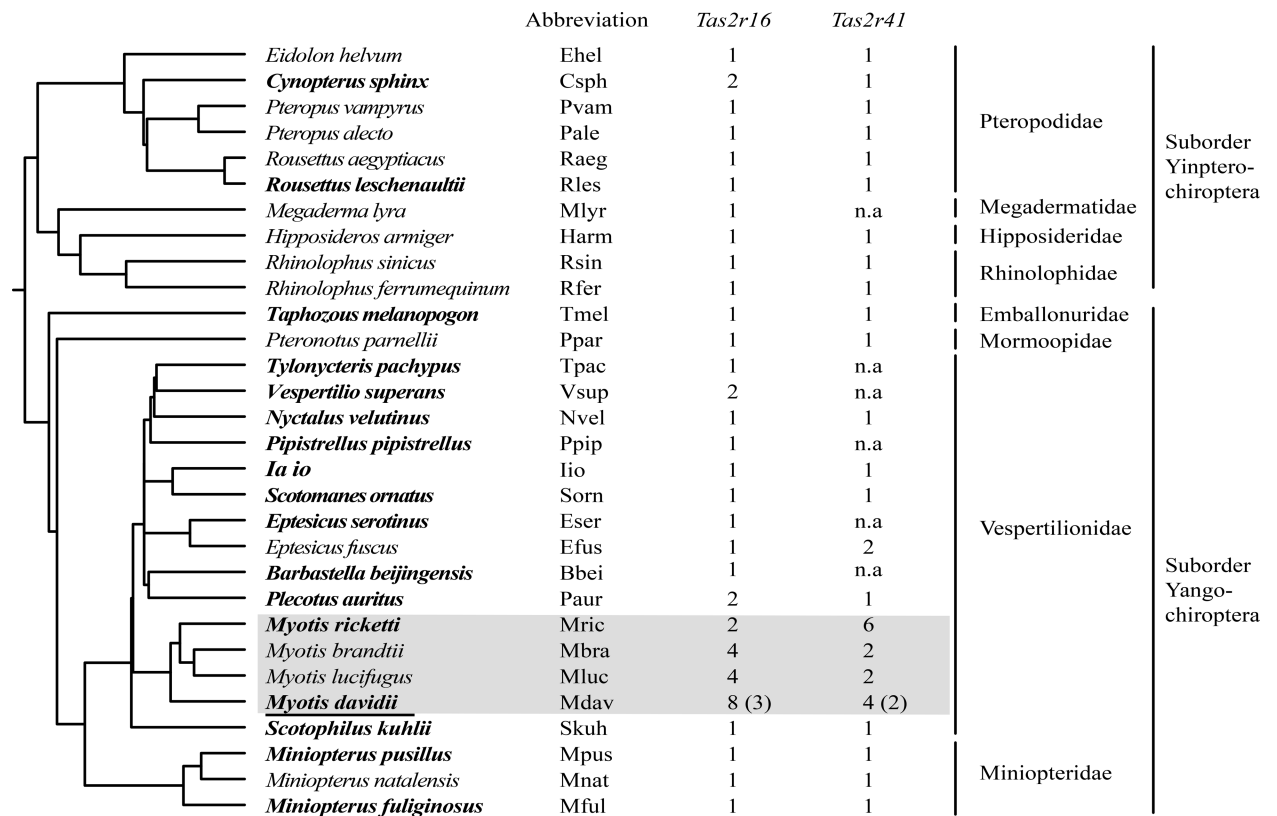 Abbreviation Tas2r16 Tas2r41
Eidolon helvum Ehel 1 1
Cynopterus sphinx Csph 2 1
Pteropus vampyrus Pvam 1 1
Pteropus alecto Pale 1 1
Pteropodidae
Rousettus aegyptiacus Raeg 1 1
Rousettus leschenaultii Rles 1 1
Suborder
Yinptero-
chiroptera
Megaderma lyra Mlyr 1 n.a Megadermatidae
Hipposideros armiger Harm 1 1 Hipposideridae
Rhinolophus sinicus Rsin 1 1
Rhinolophidae
Rhinolophus ferrumequinum Rfer 1 1
Taphozous melanopogon Tmel 1 1 Emballonuridae
Pteronotus parnellii Ppar 1 1 Mormoopidae
Tylonycteris pachypus Tpac 1 n.a
Vespertilio superans Vsup 2 n.a
Nyctalus velutinus Nvel 1 1
Pipistrellus pipistrellus Ppip 1 n.a
Ia io Iio 1 1
Scotomanes ornatus Sorn 1 1
Eptesicus serotinus Eser 1 n.a
Vespertilionidae
Eptesicus fuscus Efus 1 2
Barbastella beijingensis Bbei 1 n.a
Plecotus auritus Paur 2 1
Suborder
Yango-
chiroptera
Myotis ricketti Mric 2 6
Myotis brandtii Mbra 4 2
Myotis lucifugus Mluc 4 2
Myotis davidii Mdav 8 (3) 4 (2)
Scotophilus kuhlii Skuh 1 1
Miniopterus pusillus Mpus 1 1
Miniopterus natalensis Mnat 1 1 Miniopteridae
Miniopterus fuliginosus Mful 1 1